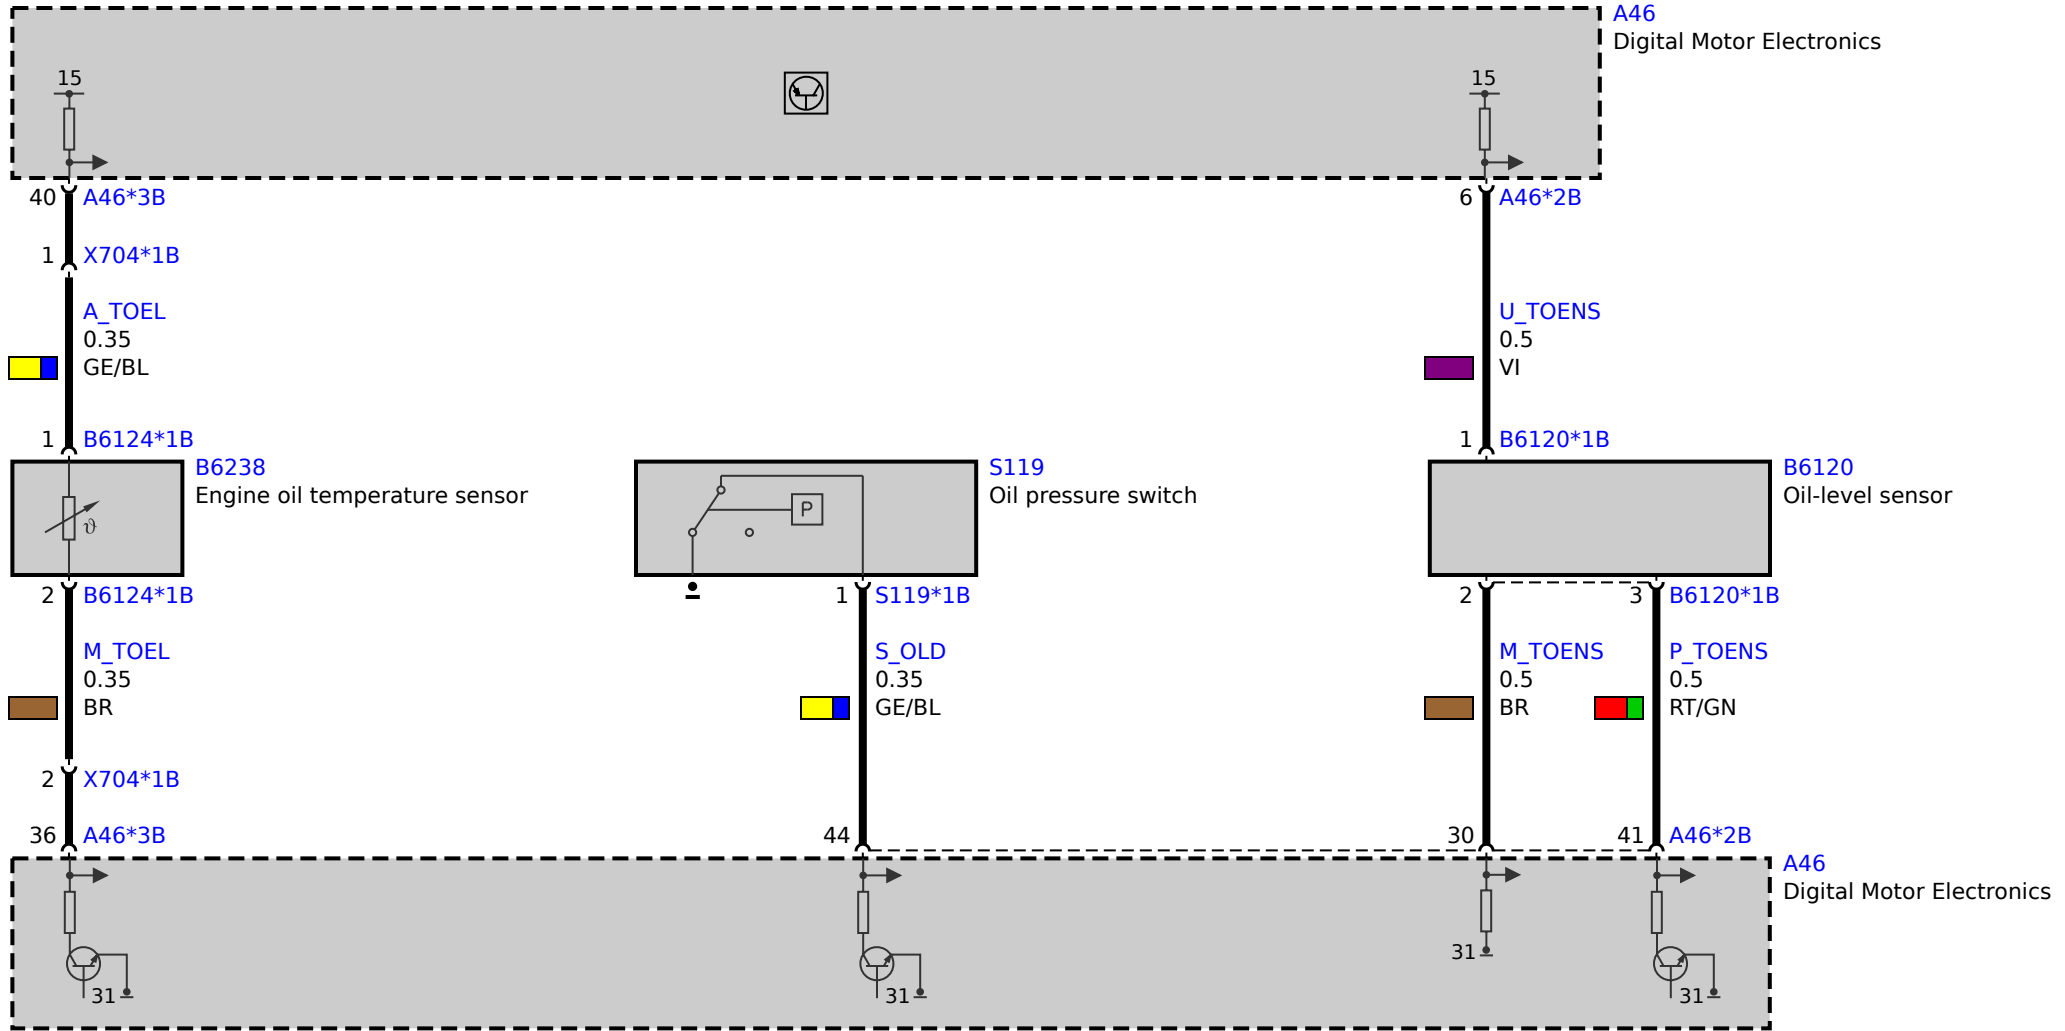 A46
Digital Motor Electronics
15
15
40 A46*3B
6 A46*2B
1 X704*1B
A_TOEL
0.35
GE/BL
U_TOENS
0.5
VI
1 B6124*1B
1 B6120*1B
B6238
Engine oil temperature sensor
ϑ
S119
Oil pressure switch
P
B6120
Oil-level sensor
2 B6124*1B
1 S119*1B
2
3 B6120*1B
M_TOEL
0.35
BR
S_OLD
0.35
GE/BL
M_TOENS
0.5
BR
P_TOENS
0.5
RT/GN
2 X704*1B
36 A46*3B
44
30
41 A46*2B
A46
Digital Motor Electronics
31
31
31
31